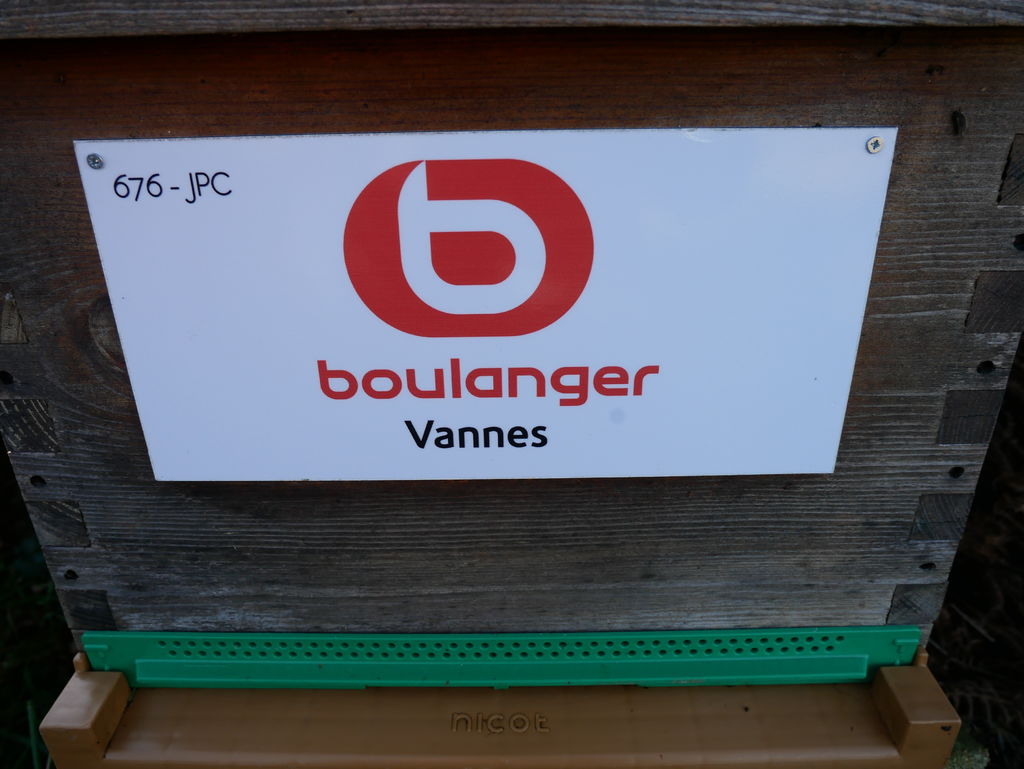 676 - JPC
b
boulanger
Vannes
nicot